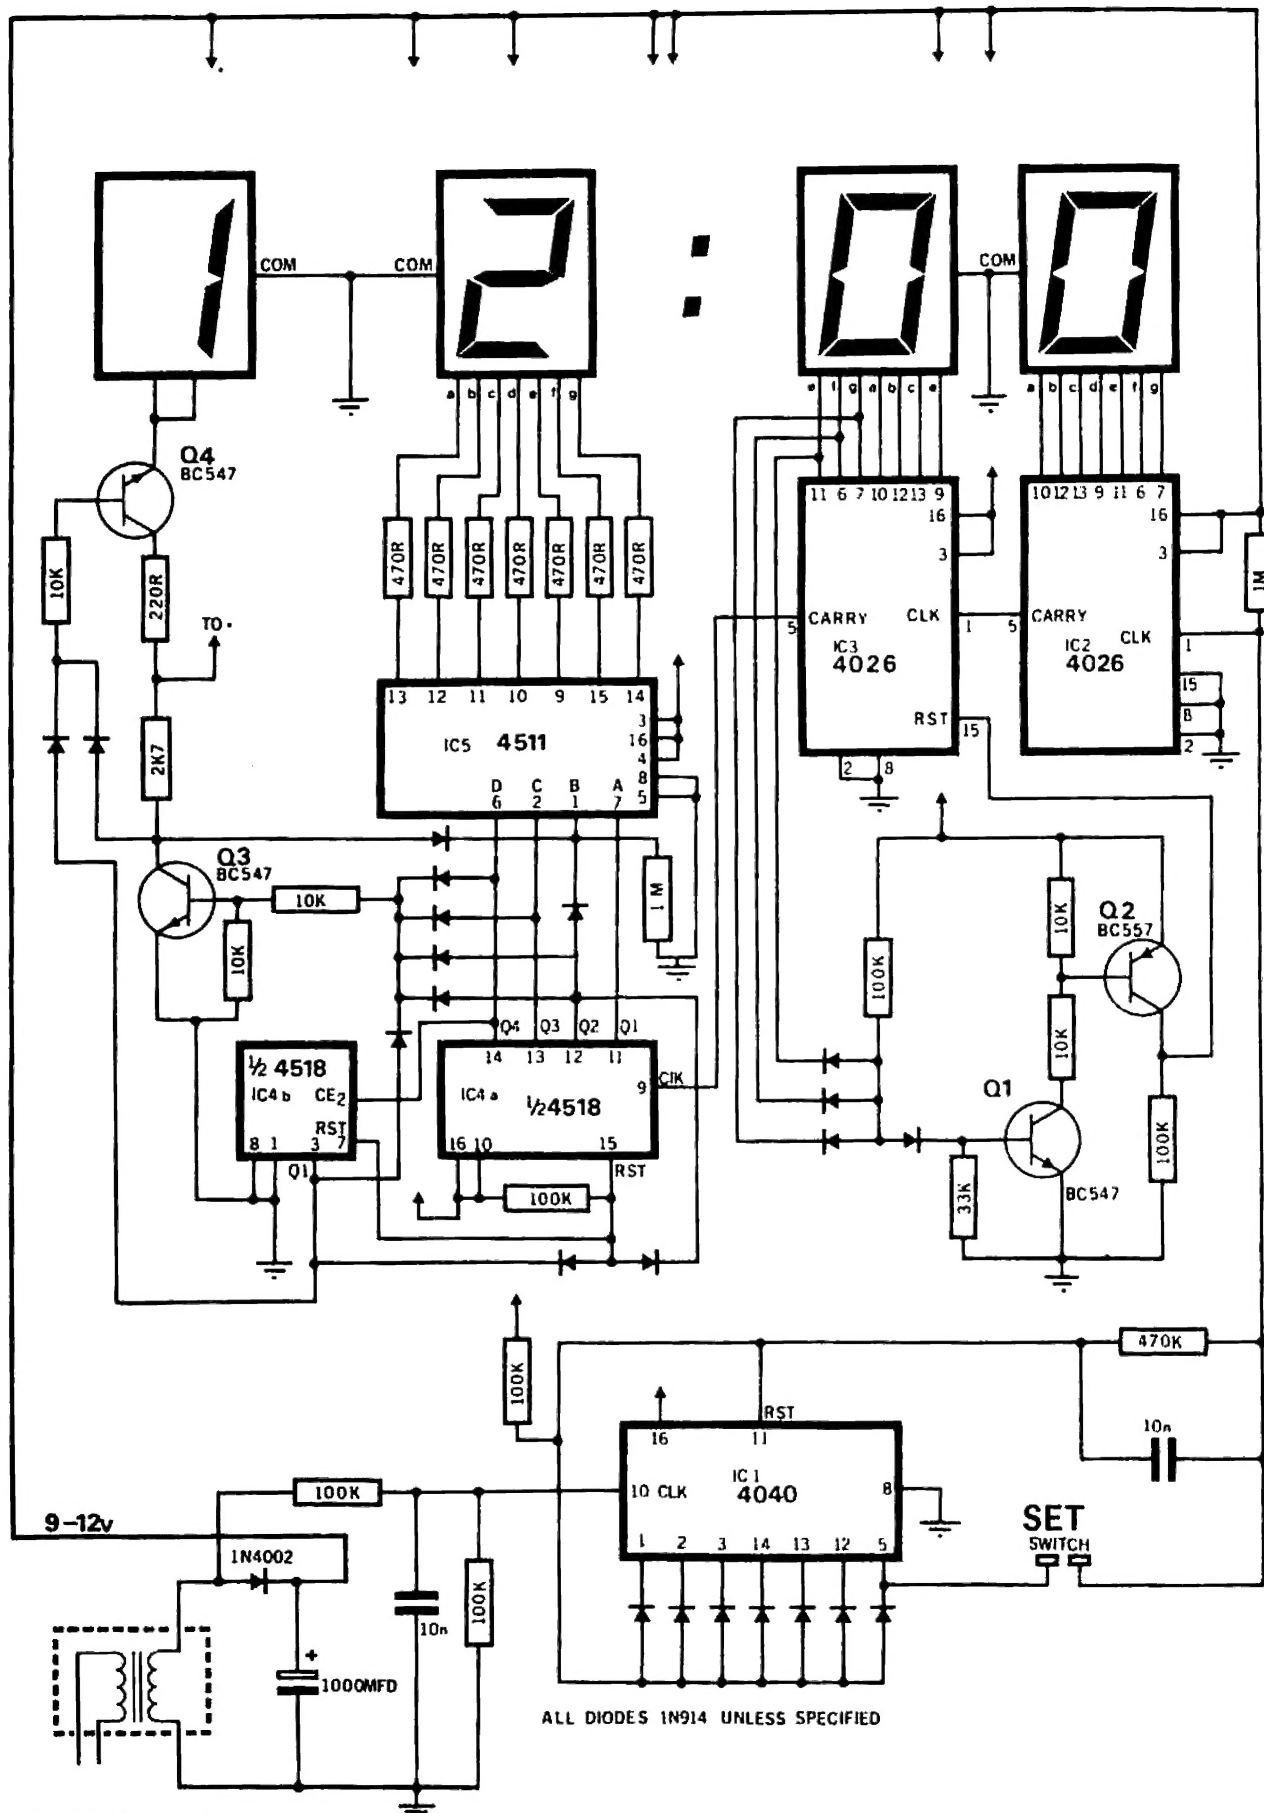 COM
COM
COM
a b c d e f g
e f g a b c e
a b c d e f g
Q4
BC547
10K
220R
TO.
2K7
470R 470R 470R 470R 470R 470R 470R
13 12 11 10 9 15 14
IC5 4511
3
16
4
8
5
D C B A
6 2 1 7
11 6 7 10 12 13 9
16
3
CARRY
5
CLK
1
IC3
4026
RST
15
2 8
10 12 13 9 11 6 7
16
3
5
CARRY
CLK
1
IC2
4026
15
8
2
1M
Q3
BC547
10K
10K
1M
½ 4518
IC4 b
CE2
RST
8 1 3 7
Q1
Q4 Q3 Q2 Q1
14 13 12 11
IC4 a
½4518
9
ClK
16 10 15
RST
100K
100K
10K
10K
Q2
BC557
Q1
BC547
33K
100K
100K
470K
10n
16 11
RST
IC 1
4040
10 CLK
8
1 2 3 14 13 12 5
SET
SWITCH
100K
9-12v
1N4002
10n
100K
+
1000MFD
ALL DIODES 1N914 UNLESS SPECIFIED